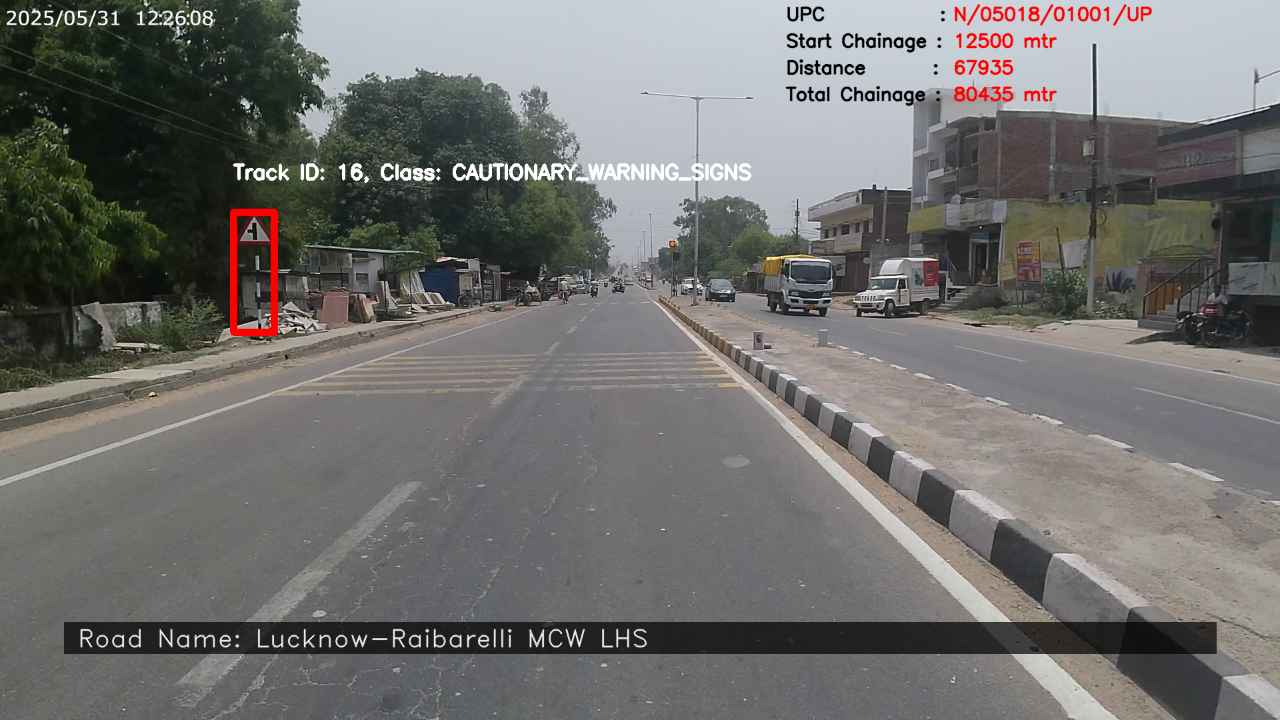 2025/05/31 12:26:08
UPC : N/05018/01001/UP
Start Chainage : 12500 mtr
Distance : 67935
Total Chainage : 80435 mtr
Track ID: 16, Class: CAUTIONARY_WARNING_SIGNS
Road Name: Lucknow-Raibarelli MCW LHS